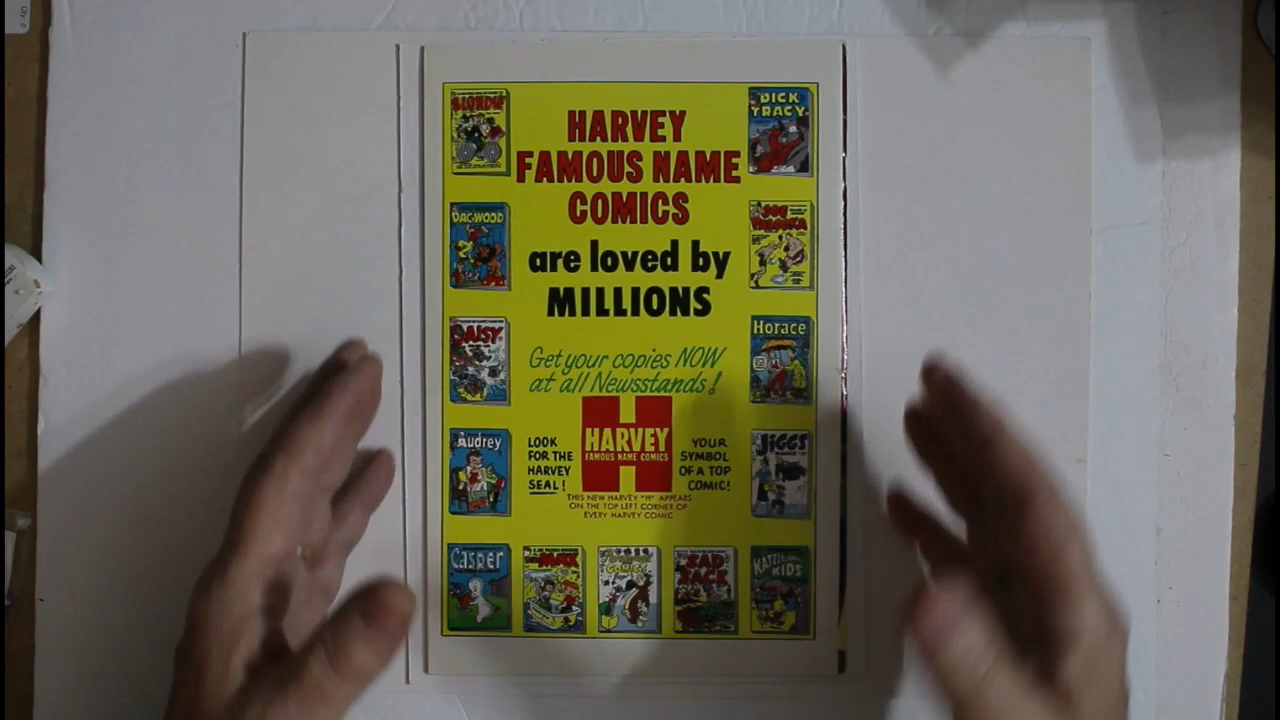 HARVEY
FAMOUS NAME
COMICS
are loved by
MILLIONS
Get your copies NOW
at all Newsstands!
LOOK
FOR THE
HARVEY
SEAL!
HARVEY
FAMOUS NAME COMICS
YOUR
SYMBOL
OF A TOP
COMIC!
THIS NEW HARVEY "H" APPEARS
ON THE TOP LEFT CORNER OF
EVERY HARVEY COMIC
BLONDIE
DAGWOOD
DAISY
Audrey
Casper
DICK
TRACY
JOE
PALOOKA
Horace
JIGGS
MAX
COMICS
SAD
SACK
KIDS